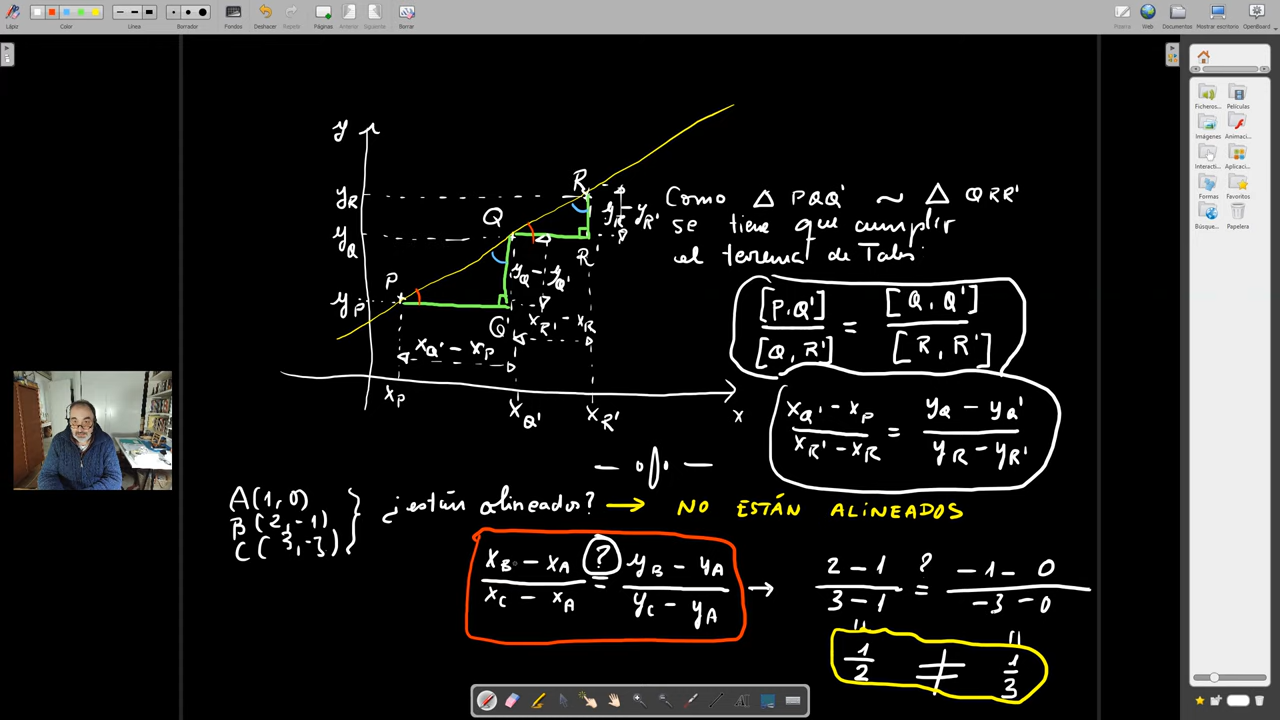 Lápiz
Color
Línea
Borrador
Fondos
Deshacer
Repetir
Páginas
Anterior
Siguiente
Borrar
Pizarra
Web
Documentos
Mostrar escritorio
OpenBoard
Ficheros...
Películas
Imágenes
Animaci...
Interacti...
Aplicaci...
Formas
Favoritos
Búsque...
Papelera
y
y_R
y_Q
y_P
P
Q
R
Q'
R'
y_R - y_R'
y_Q - y_Q'
x_R' - x_R
x_Q' - x_P
x_P
x_Q'
x_R'
x
Como △ PQQ' ~ △ QRR'
se tiene que cumplir
el teorema de Tales
[P,Q'] / [Q,R'] = [Q,Q'] / [R,R']
x_Q' - x_P / x_R' - x_R = y_Q - y_Q' / y_R - y_R'
A(1,0)
B(2,-1)
C(3,-3)
¿están alineados? → NO ESTÁN ALINEADOS
x_B - x_A / x_C - x_A =? y_B - y_A / y_C - y_A → 2-1 / 3-1 =? -1-0 / -3-0
" "
1/2 ≠ 1/3